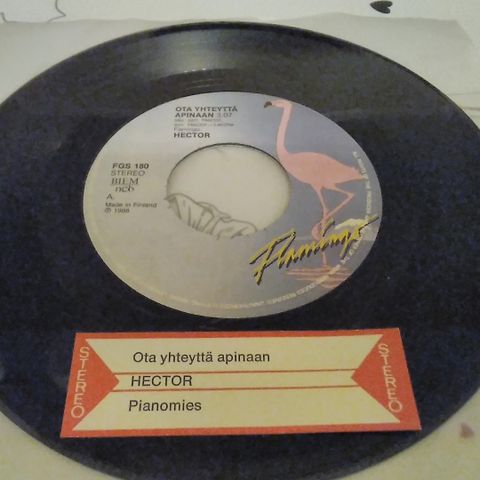 OTA YHTEYTTÄ
APINAAN 3.07
HECTOR
FGS 180
STEREO
BIEM
ncb
A.
Made in Finland
℗ 1988
Flamingo
STEREO
Ota yhteyttä apinaan
HECTOR
Pianomies
STEREO